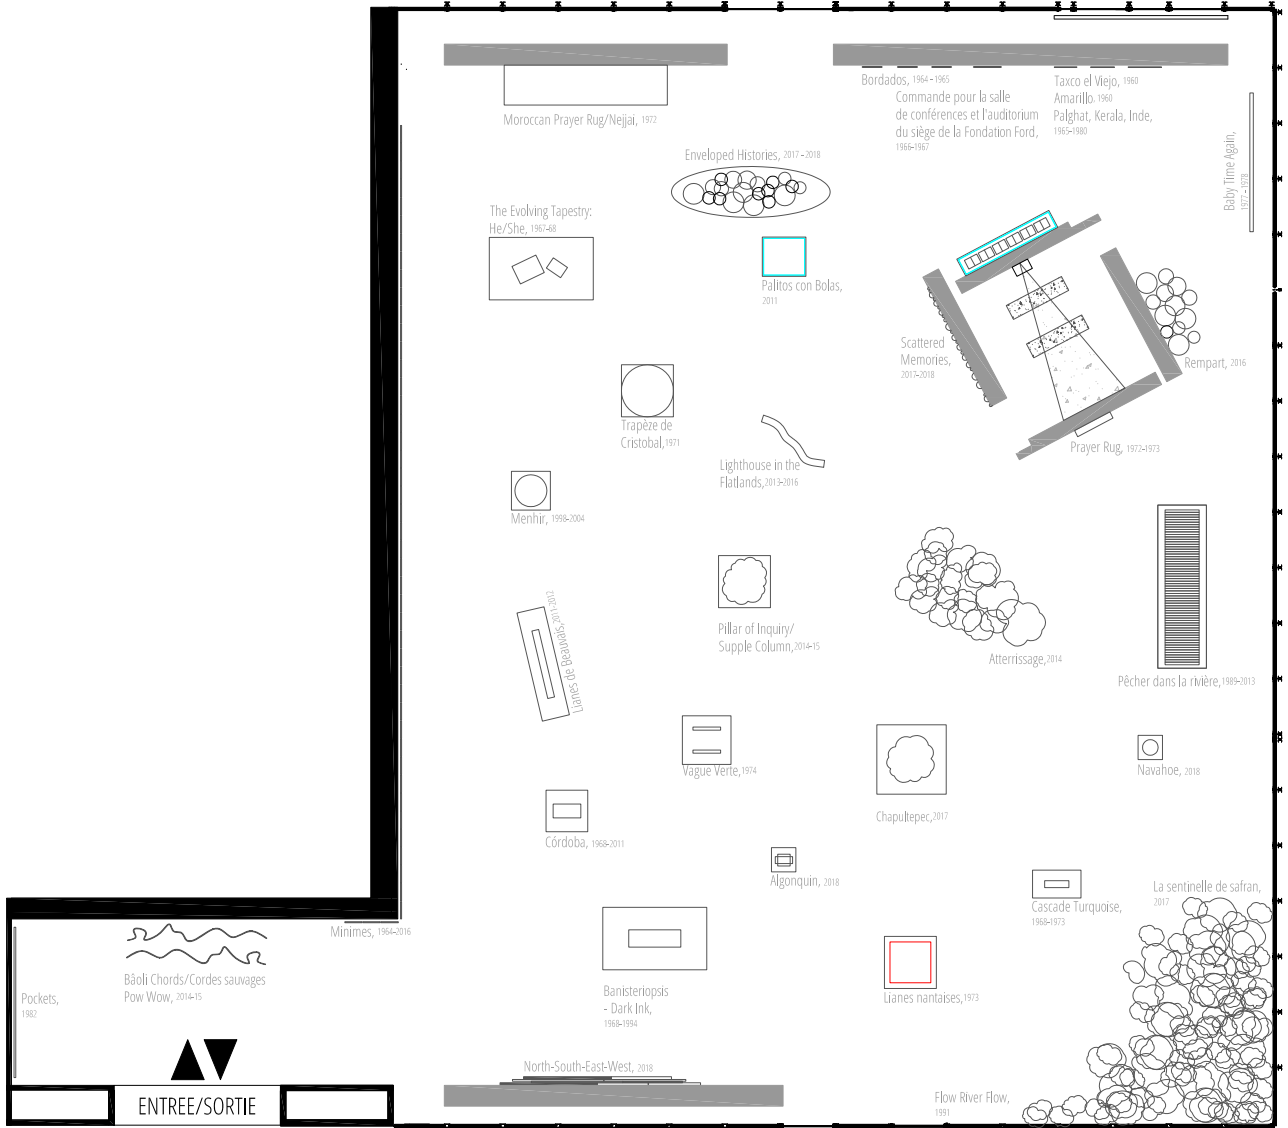 Bordados, 1964-1965
Commande pour la salle
de conférences et l'auditorium
du siège de la Fondation Ford,
1966-1967
Taxco el Viejo, 1960
Amarillo, 1960
Palghat, Kerala, Inde,
1965-1980
Moroccan Prayer Rug/Nejjai, 1972
Baby Time Again,
1977-1978
Enveloped Histories, 2017-2018
The Evolving Tapestry:
He/She, 1967-68
Palitos con Bolas,
2011
Scattered
Memories,
2017-2018
Rempart, 2016
Trapèze de
Cristobal, 1971
Prayer Rug, 1972-1973
Lighthouse in the
Flatlands, 2013-2016
Menhir, 1998-2004
Lianes de Beauvais, 2011-2012
Pillar of Inquiry/
Supple Column, 2014-15
Atterrissage, 2014
Pêcher dans la rivière, 1989-2013
Vague Verte, 1974
Navahoe, 2018
Chapultepec, 2017
Córdoba, 1968-2011
Algonquin, 2018
La sentinelle de safran,
2017
Cascade Turquoise,
1968-1973
Minimes, 1964-2016
Bâoli Chords/Cordes sauvages
Pow Wow, 2014-15
Pockets,
1982
Banisteriopsis
- Dark Ink,
1968-1994
Lianes nantaises, 1973
North-South-East-West, 2018
Flow River Flow,
1991
ENTREE/SORTIE